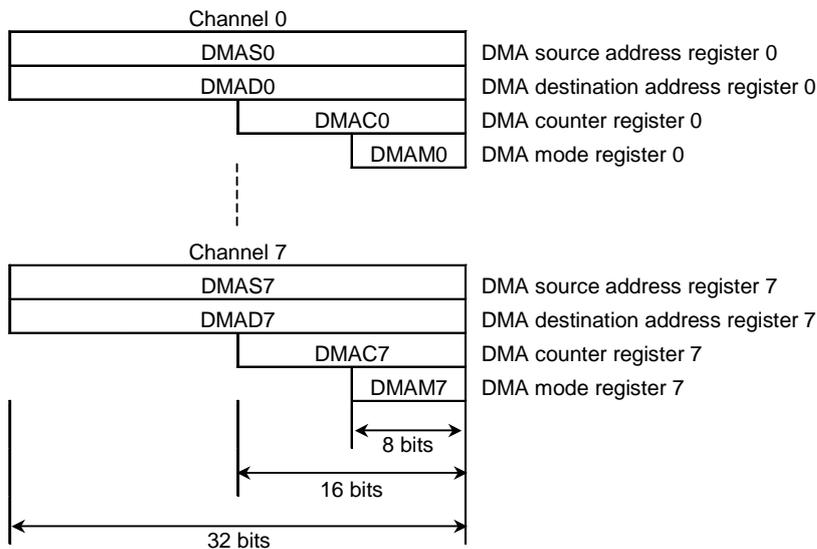 Channel 0
DMAS0 DMA source address register 0
DMAD0 DMA destination address register 0
DMAC0 DMA counter register 0
DMAM0 DMA mode register 0
Channel 7
DMAS7 DMA source address register 7
DMAD7 DMA destination address register 7
DMAC7 DMA counter register 7
DMAM7 DMA mode register 7
8 bits
16 bits
32 bits